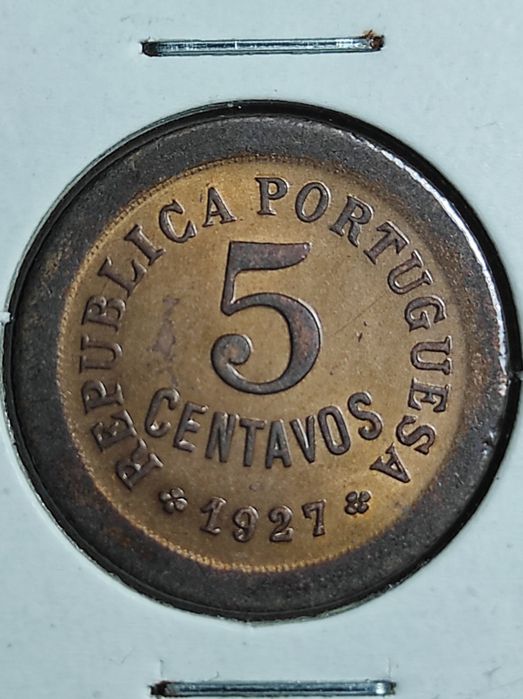 REPUBLICA PORTUGUESA
5
CENTAVOS
1927